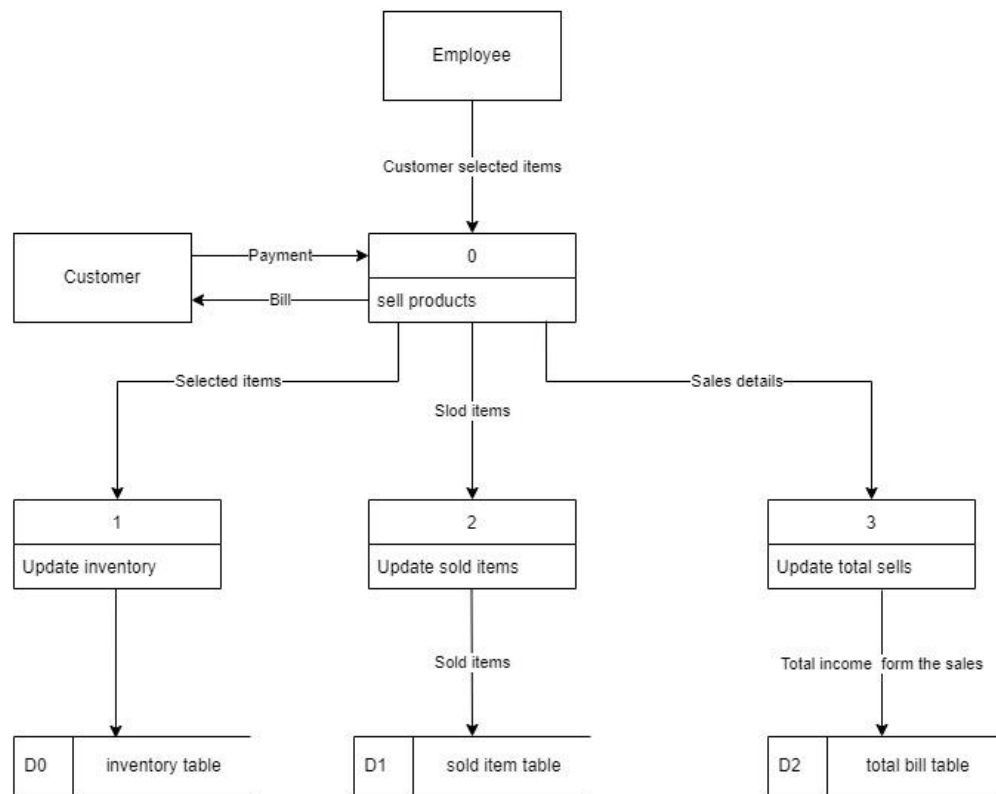 Employee
Customer selected items
Customer
Payment
Bill
0
sell products
Selected items
Slod items
Sales details
1
Update inventory
2
Update sold items
3
Update total sells
Sold items
Total income  form the sales
D0
inventory table
D1
sold item table
D2
total bill table